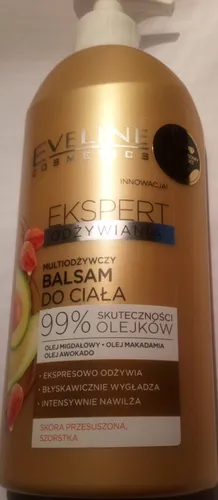 EVELINE
COSMETICS
INNOWACJA!
EKSPERT
ODŻYWIANIA
MULTIODŻYWCZY
BALSAM
DO CIAŁA
99% SKUTECZNOŚCI
OLEJKÓW
OLEJ MIGDAŁOWY • OLEJ MAKADAMIA
OLEJ AWOKADO
• EKSPRESOWO ODŻYWIA
• BŁYSKAWICZNIE WYGŁADZA
• INTENSYWNIE NAWILŻA
SKÓRA PRZESUSZONA,
SZORSTKA